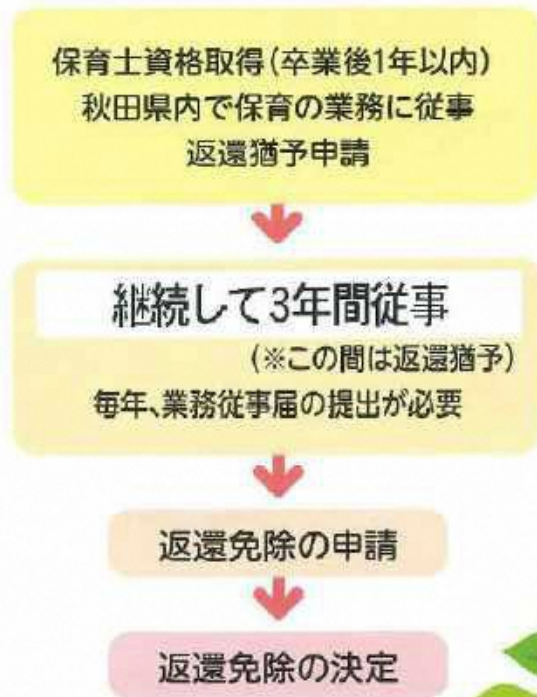 保育士資格取得(卒業後1年以内)
秋田県内で保育の業務に従事
返還猶予申請
継続して3年間従事
(※この間は返還猶予)
毎年、業務従事届の提出が必要
返還免除の申請
返還免除の決定